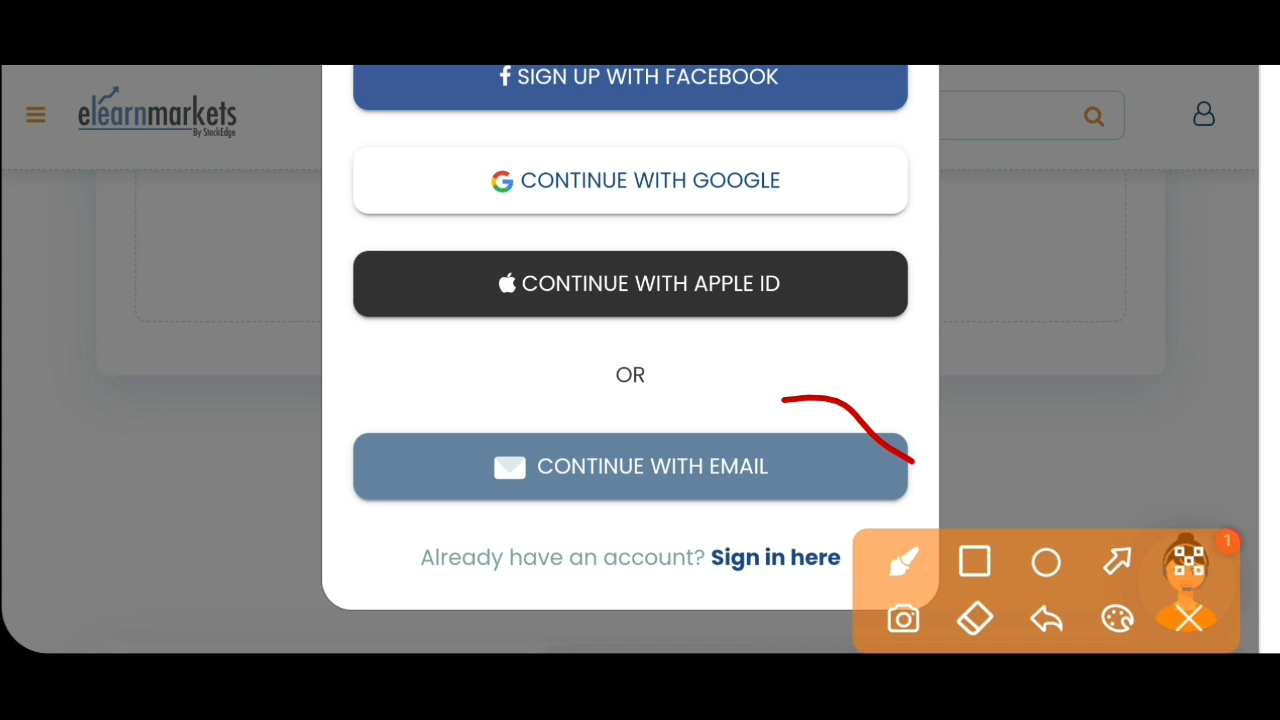 SIGN UP WITH FACEBOOK
elearnmarkets
By StockEdge
CONTINUE WITH GOOGLE
CONTINUE WITH APPLE ID
OR
CONTINUE WITH EMAIL
Already have an account? Sign in here
1